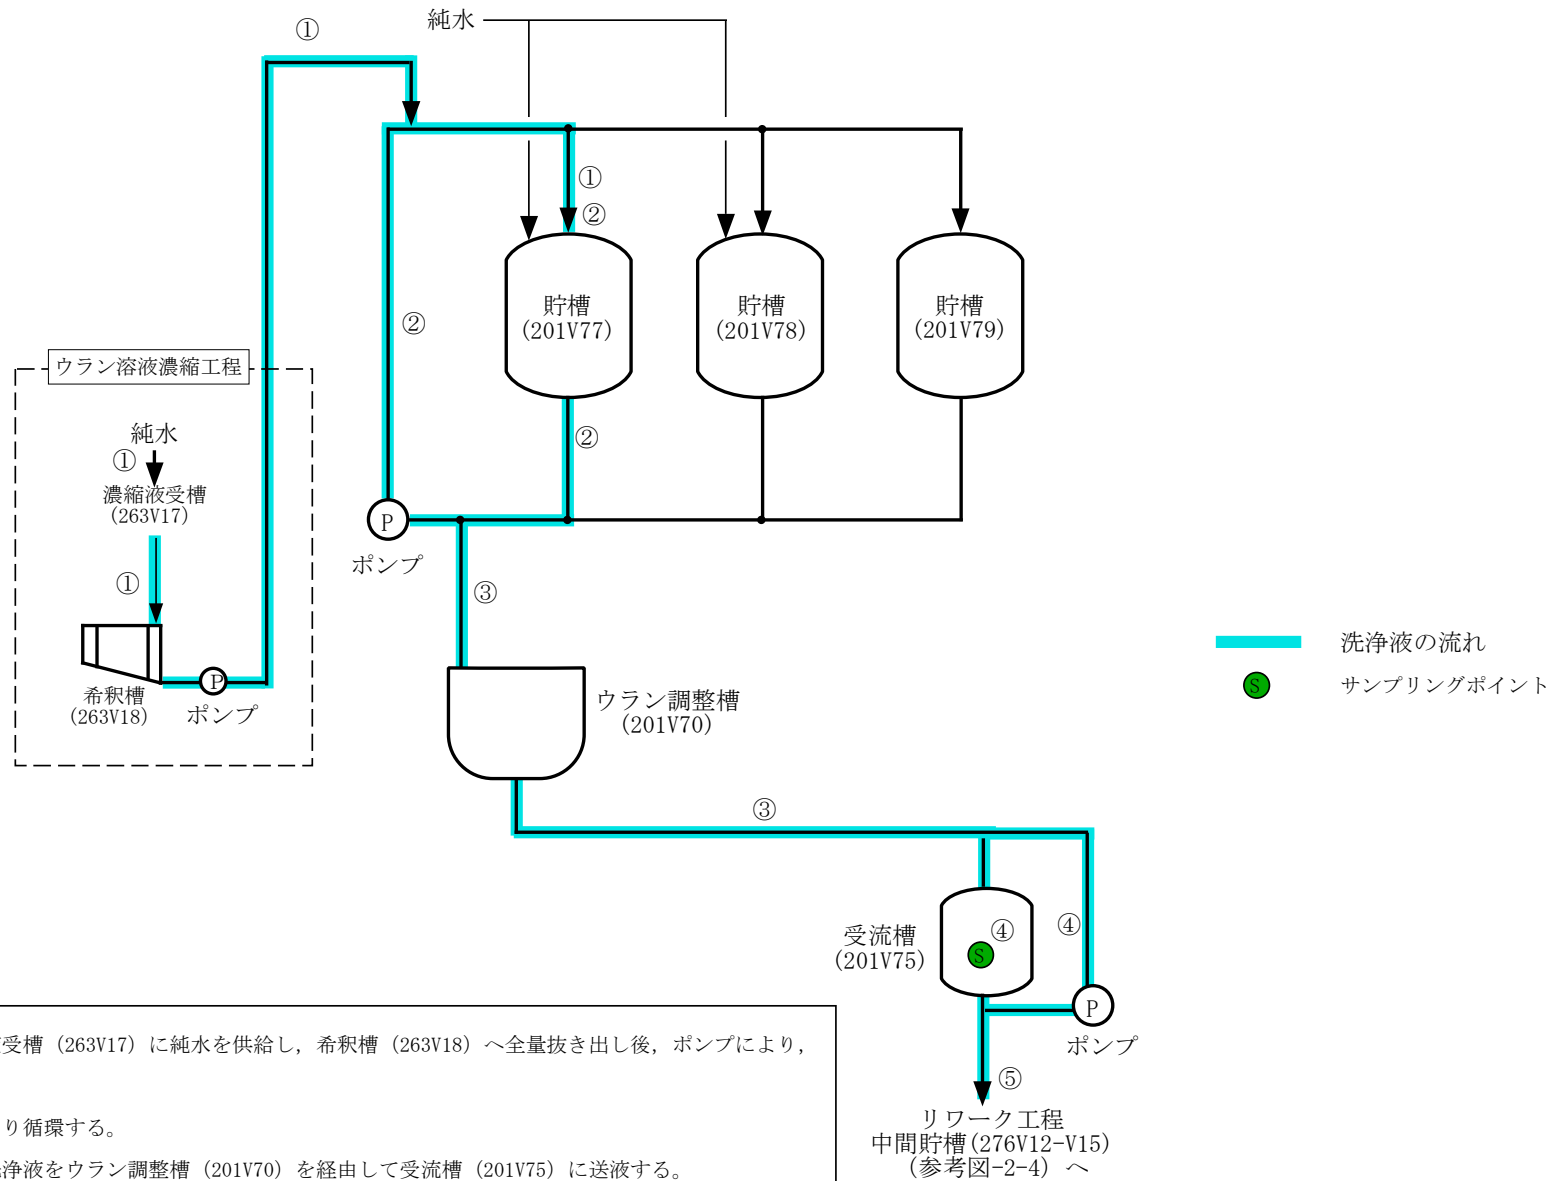 ①
純水
①
②
貯槽
(201V77)
貯槽
(201V78)
貯槽
(201V79)
②
ウラン溶液濃縮工程
純水
①
濃縮液受槽
(263V17)
②
P
ポンプ
①
③
希釈槽
(263V18)
P
ポンプ
ウラン調整槽
(201V70)
洗浄液の流れ
S
サンプリングポイント
③
受流槽
(201V75)
④
S
④
P
ポンプ
⑤
リワーク工程
中間貯槽(276V12-V15)
(参考図-2-4) へ
受槽 (263V17) に純水を供給し, 希釈槽 (263V18) へ全量抜き出し後, ポンプにより,
り循環する。
浄液をウラン調整槽 (201V70) を経由して受流槽 (201V75) に送液する。